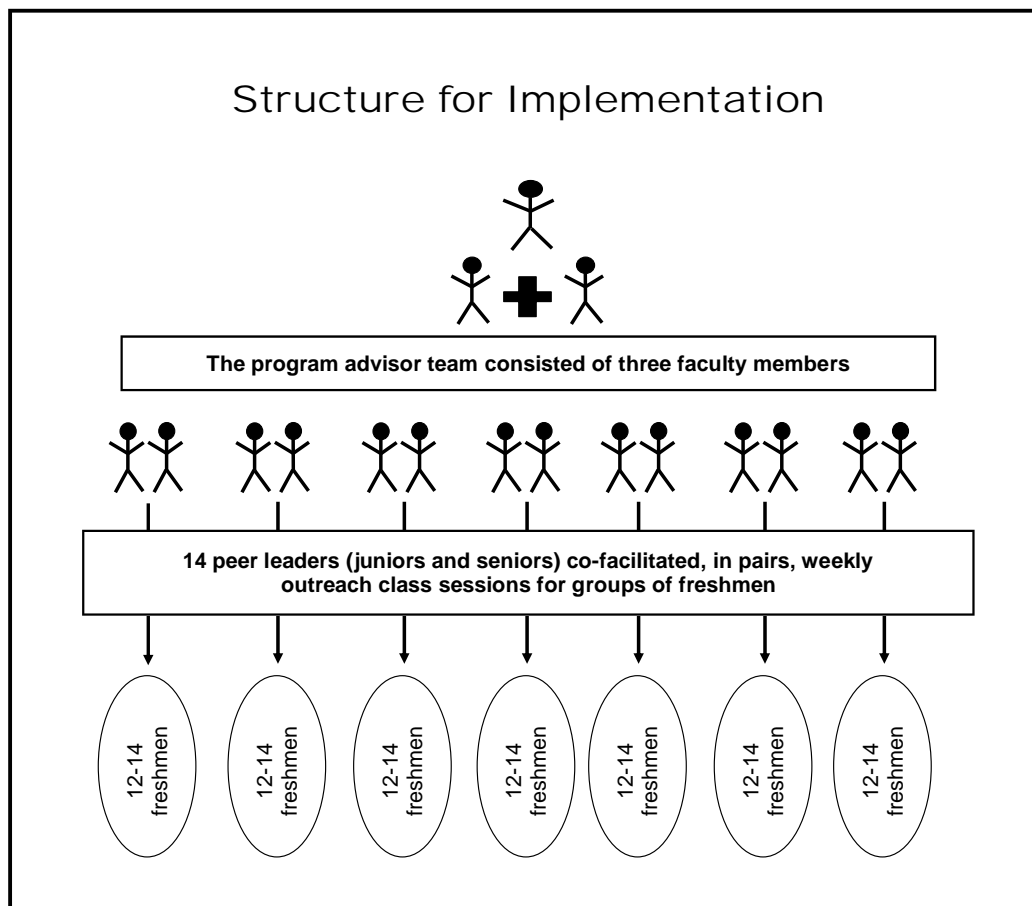 Structure for Implementation
The program advisor team consisted of three faculty members
14 peer leaders (juniors and seniors) co-facilitated, in pairs, weekly
outreach class sessions for groups of freshmen
12-14
freshmen
12-14
freshmen
12-14
freshmen
12-14
freshmen
12-14
freshmen
12-14
freshmen
12-14
freshmen